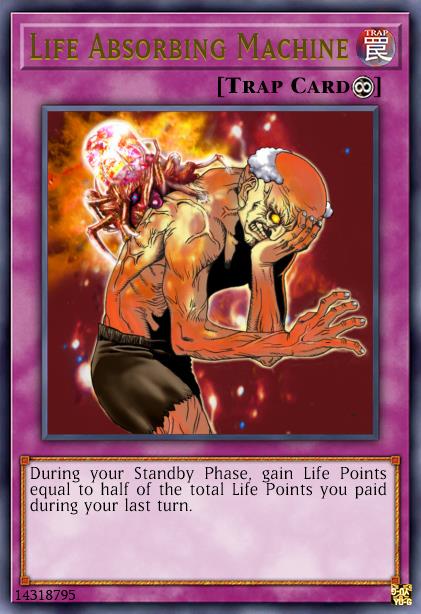 Life Absorbing Machine
TRAP
罠
[Trap Card]
During your Standby Phase, gain Life Points
equal to half of the total Life Points you paid
during your last turn.
14318795